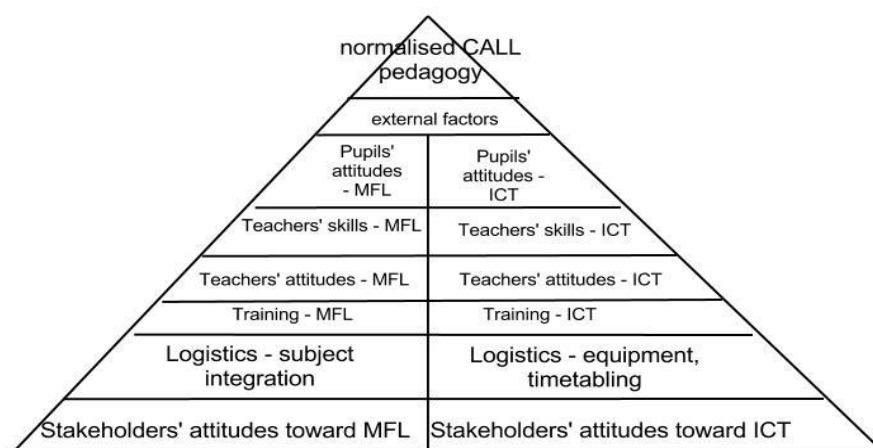 normalised CALL
pedagogy
external factors
Pupils'
attitudes
- MFL
Pupils'
attitudes -
ICT
Teachers' skills - MFL
Teachers' skills - ICT
Teachers' attitudes - MFL
Teachers' attitudes - ICT
Training - MFL
Training - ICT
Logistics - subject
integration
Logistics - equipment,
timetabling
Stakeholders' attitudes toward MFL
Stakeholders' attitudes toward ICT